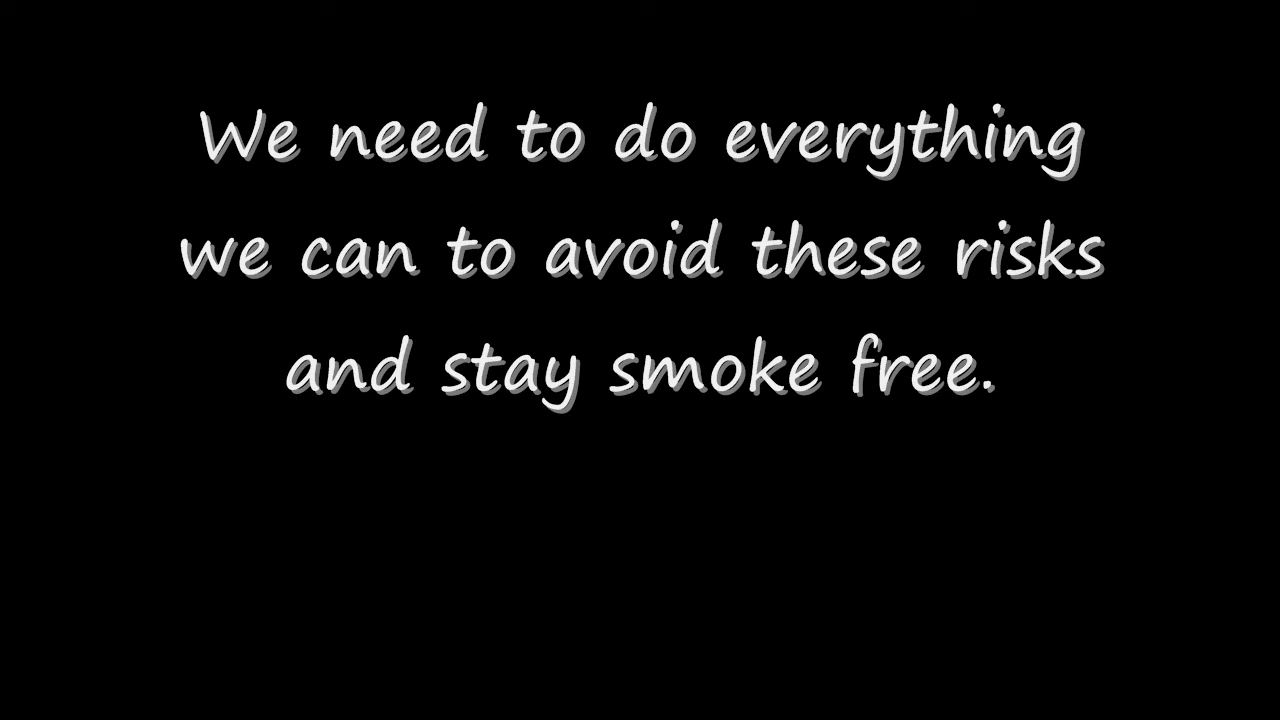 We need to do everything
we can to avoid these risks
and stay smoke free.